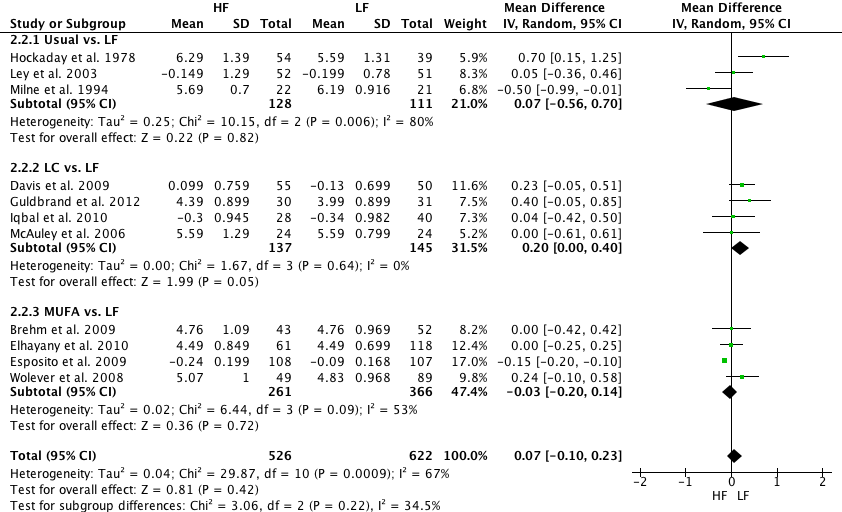 HF LF Mean Difference Mean Difference
Study or Subgroup Mean SD Total Mean SD Total Weight IV, Random, 95% CI IV, Random, 95% CI
2.2.1 Usual vs. LF
Hockaday et al. 1978 6.29 1.39 54 5.59 1.31 39 5.9% 0.70 [0.15, 1.25]
Ley et al. 2003 −0.149 1.29 52 −0.199 0.78 51 8.3% 0.05 [−0.36, 0.46]
Milne et al. 1994 5.69 0.7 22 6.19 0.916 21 6.8% −0.50 [−0.99, −0.01]
Subtotal (95% CI) 128 111 21.0% 0.07 [−0.56, 0.70]
Heterogeneity: Tau² = 0.25; Chi² = 10.15, df = 2 (P = 0.006); I² = 80%
Test for overall effect: Z = 0.22 (P = 0.82)
2.2.2 LC vs. LF
Davis et al. 2009 0.099 0.759 55 −0.13 0.699 50 11.6% 0.23 [−0.05, 0.51]
Guldbrand et al. 2012 4.39 0.899 30 3.99 0.899 31 7.5% 0.40 [−0.05, 0.85]
Iqbal et al. 2010 −0.3 0.945 28 −0.34 0.982 40 7.3% 0.04 [−0.42, 0.50]
McAuley et al. 2006 5.59 1.29 24 5.59 0.799 24 5.2% 0.00 [−0.61, 0.61]
Subtotal (95% CI) 137 145 31.5% 0.20 [0.00, 0.40]
Heterogeneity: Tau² = 0.00; Chi² = 1.67, df = 3 (P = 0.64); I² = 0%
Test for overall effect: Z = 1.99 (P = 0.05)
2.2.3 MUFA vs. LF
Brehm et al. 2009 4.76 1.09 43 4.76 0.969 52 8.2% 0.00 [−0.42, 0.42]
Elhayany et al. 2010 4.49 0.849 61 4.49 0.699 118 12.4% 0.00 [−0.25, 0.25]
Esposito et al. 2009 −0.24 0.199 108 −0.09 0.168 107 17.0% −0.15 [−0.20, −0.10]
Wolever et al. 2008 5.07 1 49 4.83 0.968 89 9.8% 0.24 [−0.10, 0.58]
Subtotal (95% CI) 261 366 47.4% −0.03 [−0.20, 0.14]
Heterogeneity: Tau² = 0.02; Chi² = 6.44, df = 3 (P = 0.09); I² = 53%
Test for overall effect: Z = 0.36 (P = 0.72)
Total (95% CI) 526 622 100.0% 0.07 [−0.10, 0.23]
Heterogeneity: Tau² = 0.04; Chi² = 29.87, df = 10 (P = 0.0009); I² = 67%
−2 −1 0 1 2
Test for overall effect: Z = 0.81 (P = 0.42)
HF LF
Test for subgroup differences: Chi² = 3.06, df = 2 (P = 0.22), I² = 34.5%